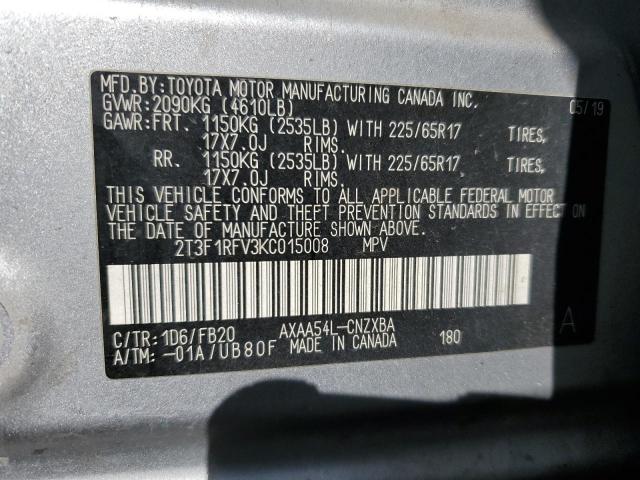 MFD.BY:TOYOTA MOTOR MANUFACTURING CANADA INC.
GVWR:2090KG (4610LB) 05/19
GAWR:FRT. 1150KG (2535LB) WITH 225/65R17 TIRES,
17X7.0J RIMS.
RR. 1150KG (2535LB) WITH 225/65R17 TIRES,
17X7.0J RIMS.
THIS VEHICLE CONFORMS TO ALL APPLICABLE FEDERAL MOTOR
VEHICLE SAFETY AND THEFT PREVENTION STANDARDS IN EFFECT ON
THE DATE OF MANUFACTURE SHOWN ABOVE.
2T3F1RFV3KC015008 MPV
C/TR:1D6/FB20 AXAA54L-CNZXBA A
A/TM:-01A/UB80F MADE IN CANADA 180